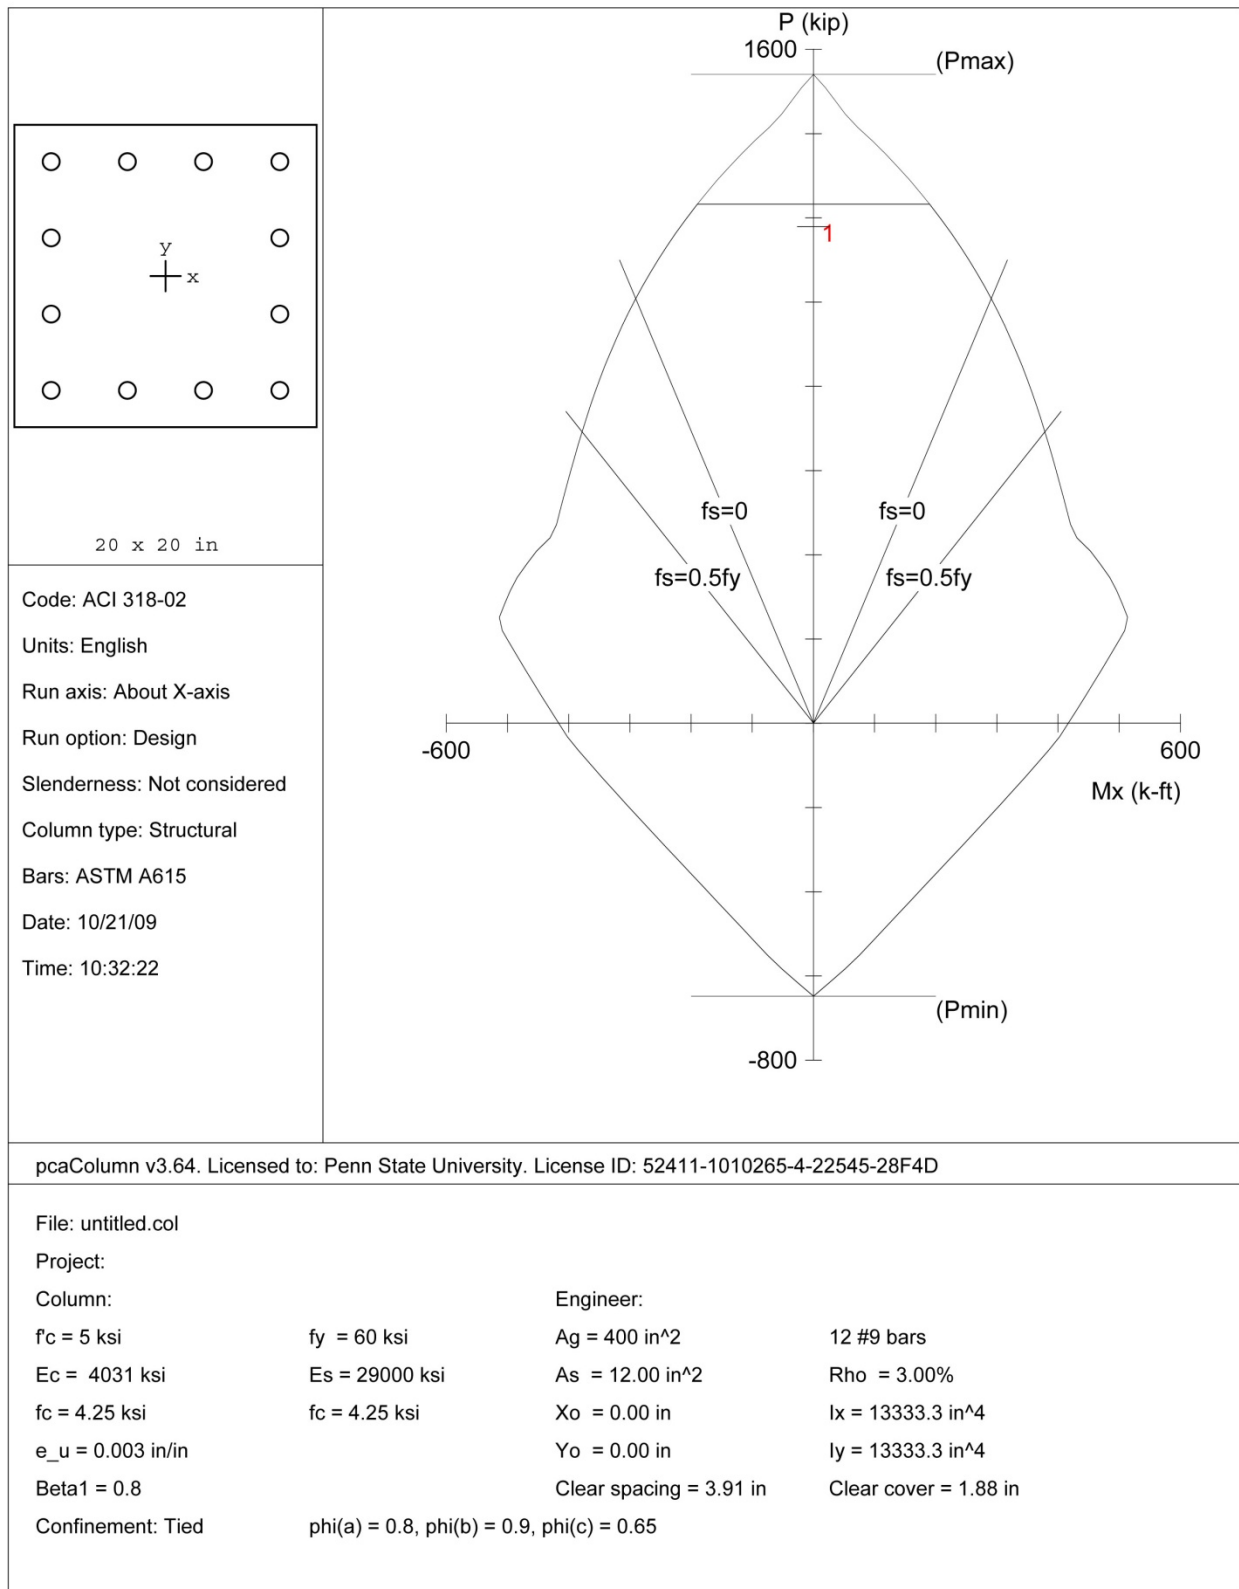 P (kip)
1600
(Pmax)
1
y
x
fs=0
fs=0
fs=0.5fy
fs=0.5fy
-600
600
Mx (k-ft)
(Pmin)
-800
20 x 20 in
Code: ACI 318-02
Units: English
Run axis: About X-axis
Run option: Design
Slenderness: Not considered
Column type: Structural
Bars: ASTM A615
Date: 10/21/09
Time: 10:32:22
pcaColumn v3.64. Licensed to: Penn State University. License ID: 52411-1010265-4-22545-28F4D
File: untitled.col
Project:
Column: Engineer:
f'c = 5 ksi fy = 60 ksi Ag = 400 in^2 12 #9 bars
Ec = 4031 ksi Es = 29000 ksi As = 12.00 in^2 Rho = 3.00%
fc = 4.25 ksi fc = 4.25 ksi Xo = 0.00 in Ix = 13333.3 in^4
e_u = 0.003 in/in Yo = 0.00 in Iy = 13333.3 in^4
Beta1 = 0.8 Clear spacing = 3.91 in Clear cover = 1.88 in
Confinement: Tied phi(a) = 0.8, phi(b) = 0.9, phi(c) = 0.65